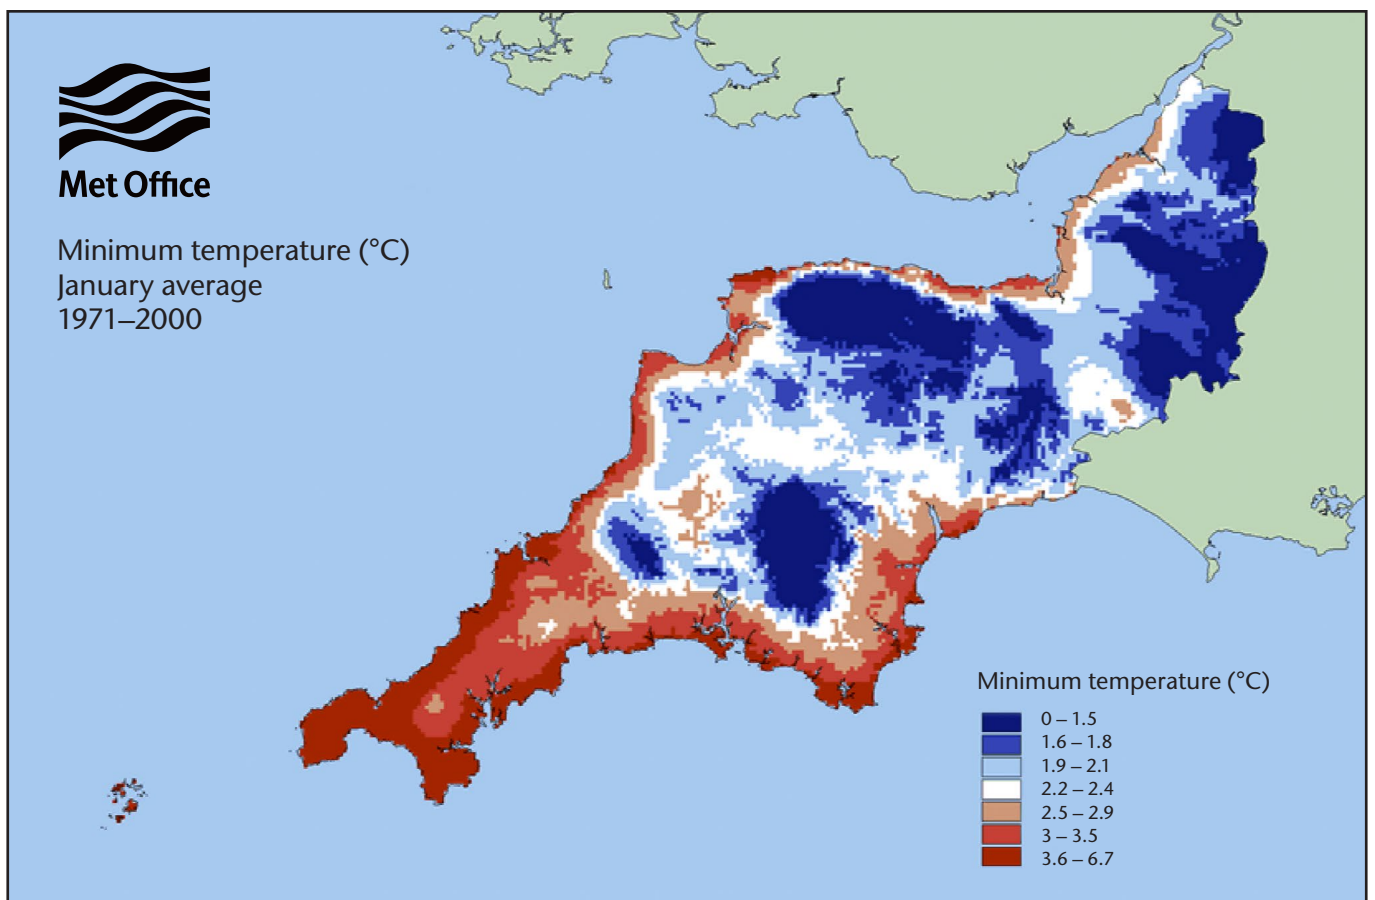 Met Office
Minimum temperature (°C)
January average
1971–2000
Minimum temperature (°C)
0 – 1.5
1.6 – 1.8
1.9 – 2.1
2.2 – 2.4
2.5 – 2.9
3 – 3.5
3.6 – 6.7